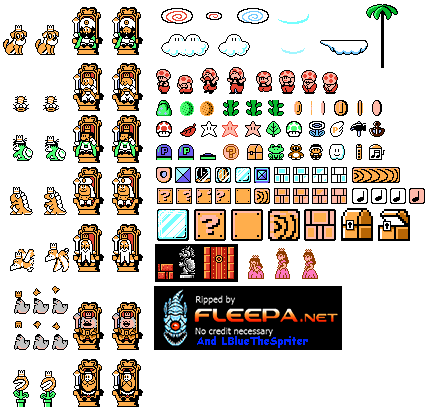 P
P
?
?
?
?
Ripped by
FLEEPA.NET
No credit necessary
And LBlueTheSpriter